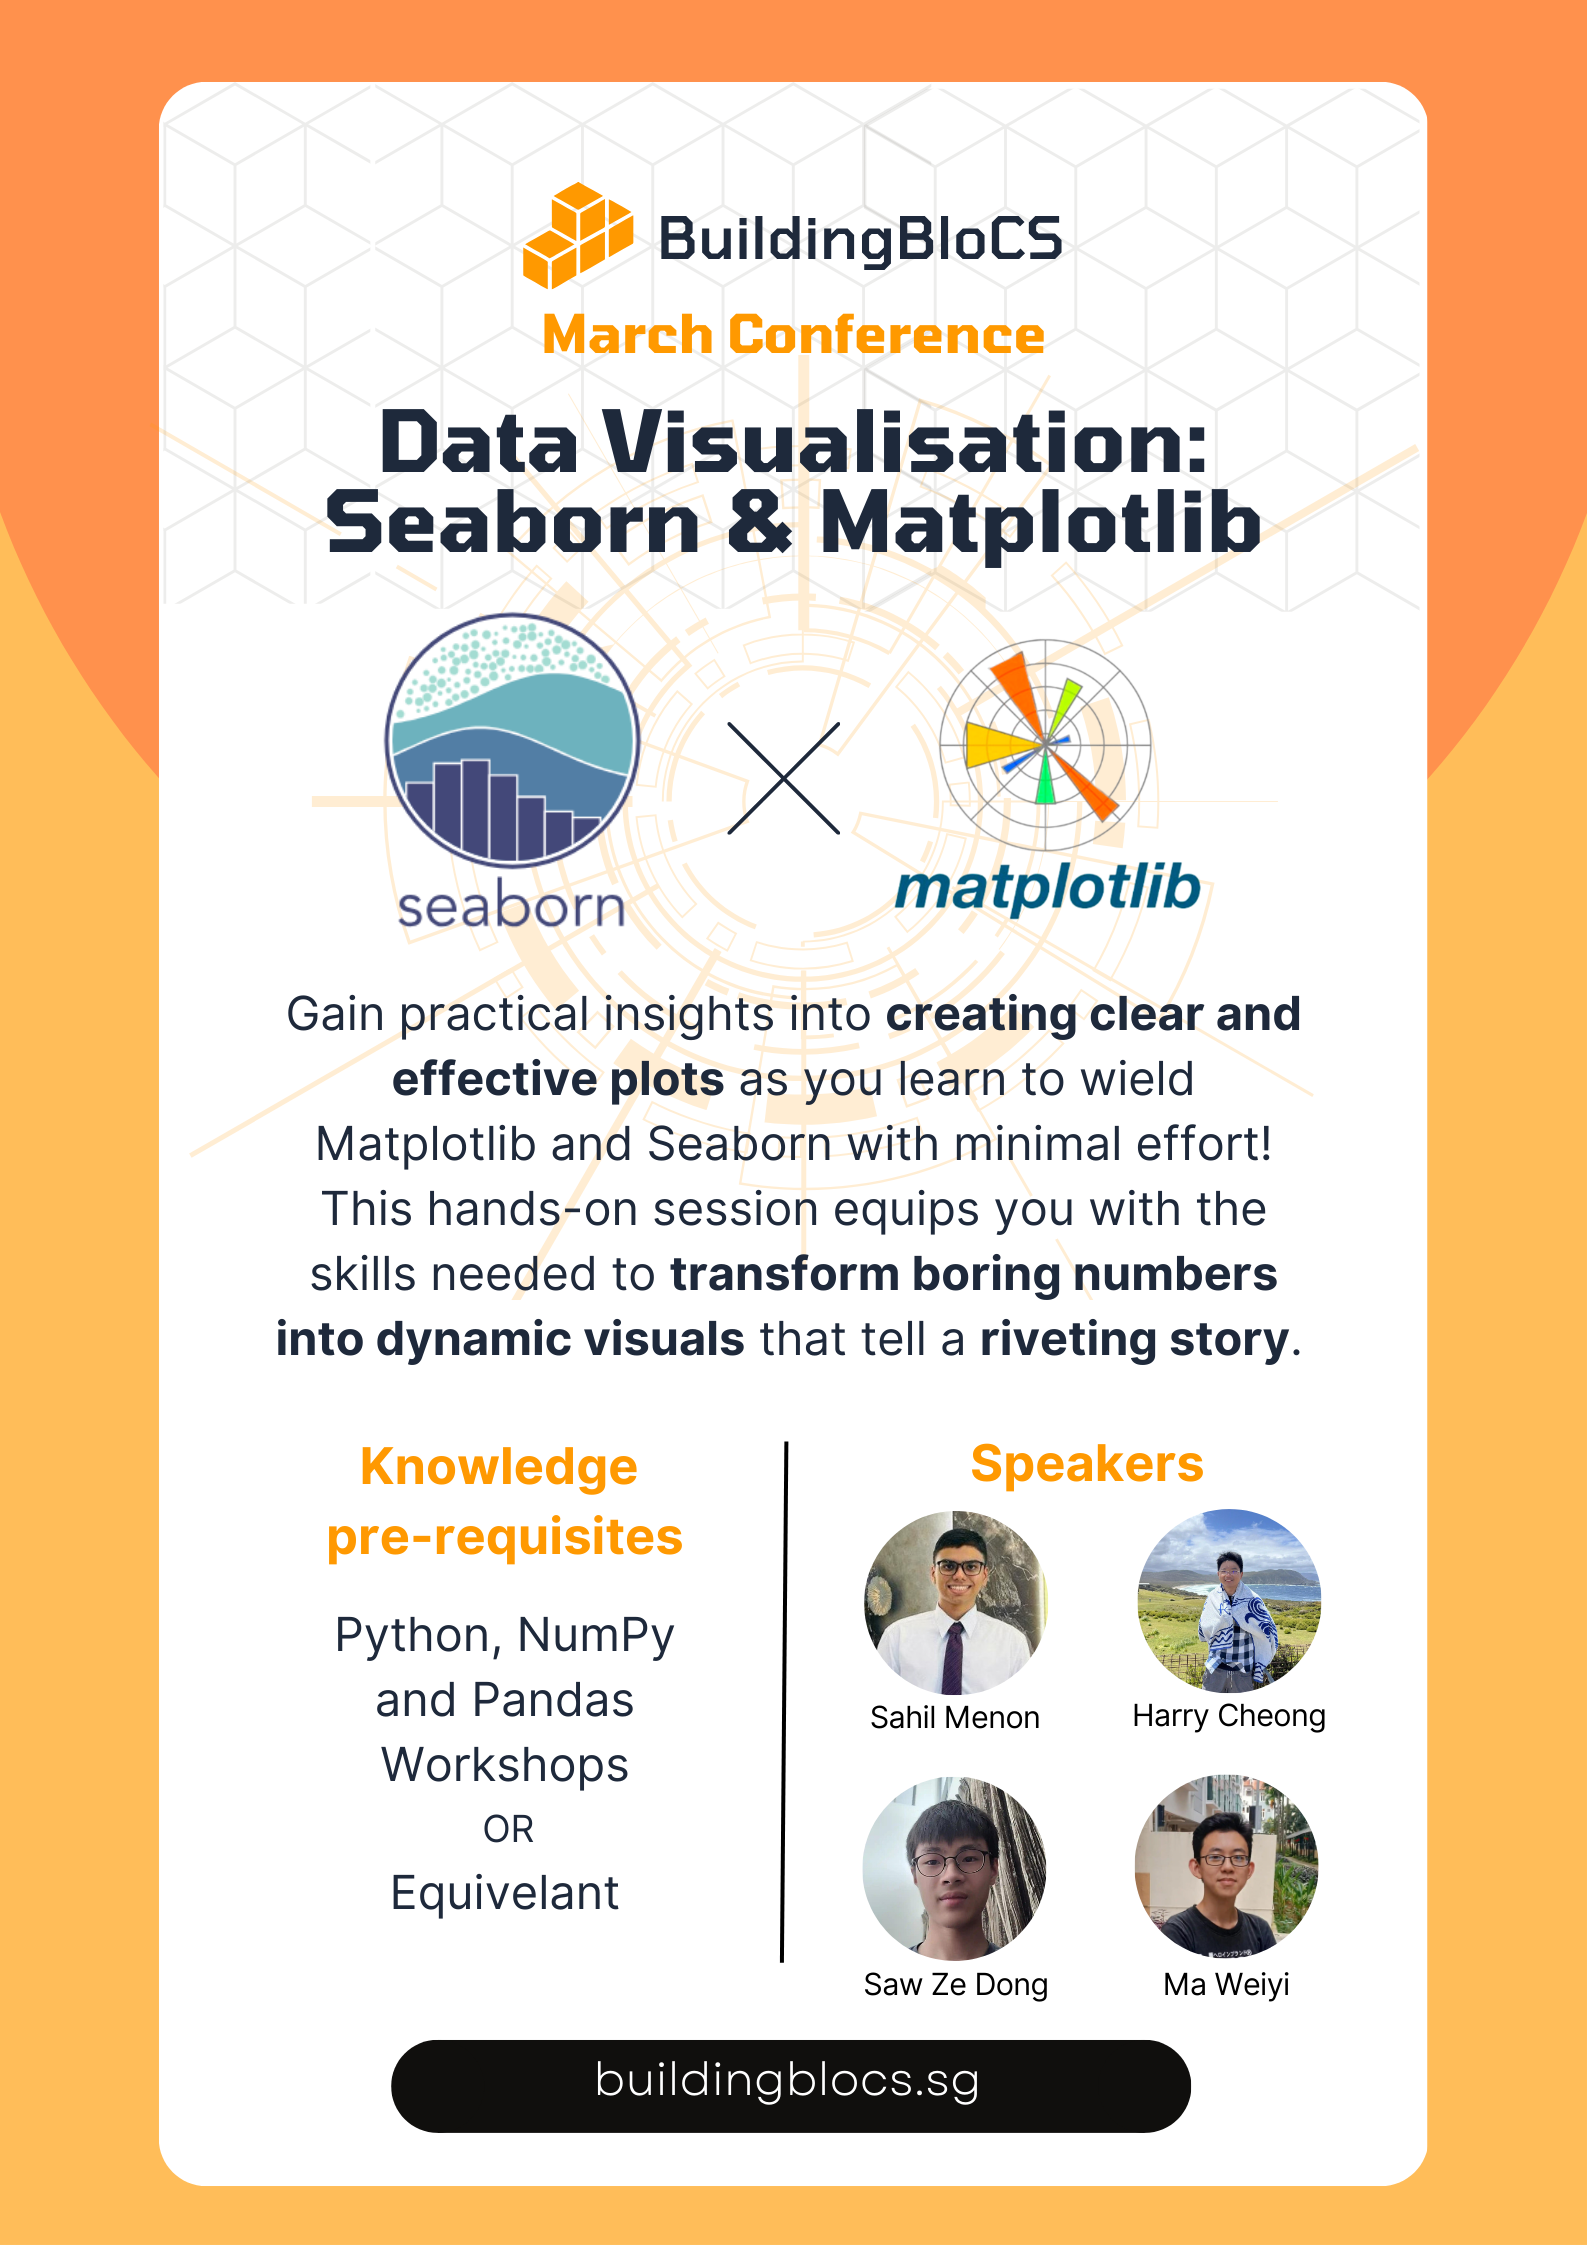 BuildingBloCS
March Conference
Data Visualisation:
Seaborn & Matplotlib
seaborn
matplotlib
Gain practical insights into creating clear and
effective plots as you learn to wield
Matplotlib and Seaborn with minimal effort!
This hands-on session equips you with the
skills needed to transform boring numbers
into dynamic visuals that tell a riveting story.
Knowledge
pre-requisites
Python, NumPy
and Pandas
Workshops
OR
Equivelant
Speakers
Sahil Menon
Harry Cheong
Saw Ze Dong
Ma Weiyi
buildingblocs.sg